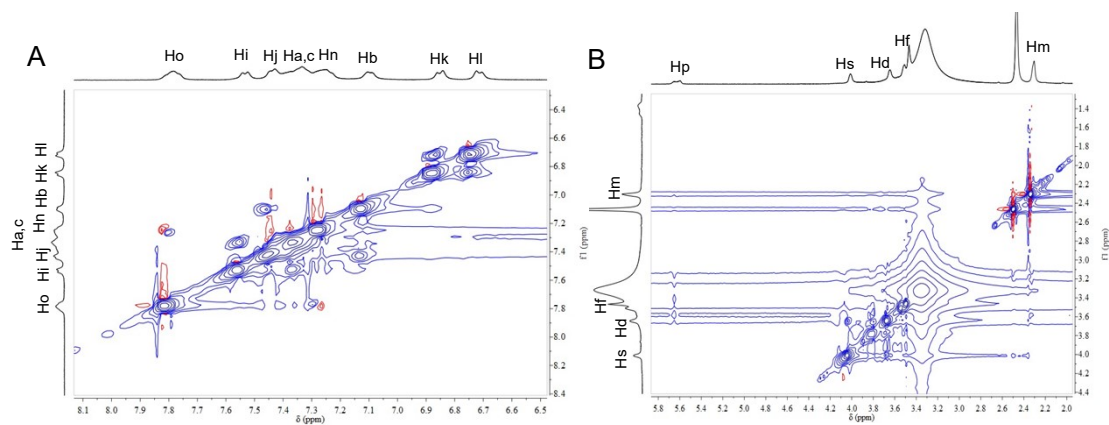 A
Ho Hi Hj Ha,c Hn Hb Hk Hl
Ha,c
Ho Hi Hj Hn Hb Hk Hl
6.4
6.6
6.8
7.0
7.2
7.4
7.6
7.8
8.0
8.2
8.4
f1 (ppm)
8.1 8.0 7.9 7.8 7.7 7.6 7.5 7.4 7.3 7.2 7.1 7.0 6.9 6.8 6.7 6.6 6.5
δ (ppm)
B
Hp Hs Hd Hf Hm
Hs Hd Hf Hm
1.4
1.6
1.8
2.0
2.2
2.4
2.6
2.8
3.0
3.2
3.4
3.6
3.8
4.0
4.2
4.4
f1 (ppm)
5.8 5.6 5.4 5.2 5.0 4.8 4.6 4.4 4.2 4.0 3.8 3.6 3.4 3.2 3.0 2.8 2.6 2.4 2.2 2.0
δ (ppm)